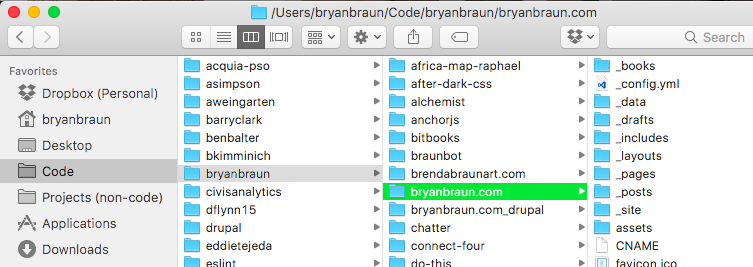 /Users/bryanbraun/Code/bryanbraun/bryanbraun.com
Search
Favorites
Dropbox (Personal)
bryanbraun
Desktop
Code
Projects (non-code)
Applications
Downloads
acquia-pso
asimpson
aweingarten
barryclark
benbalter
bkimminich
bryanbraun
civisanalytics
dflynn15
drupal
eddietejeda
eslint
africa-map-raphael
after-dark-css
alchemist
anchorjs
bitbooks
braunbot
brendabraunart.com
bryanbraun.com
bryanbraun.com_drupal
chatter
connect-four
do-this
_books
_config.yml
_data
_drafts
_includes
_layouts
_pages
_posts
_site
assets
CNAME
favicon.ico